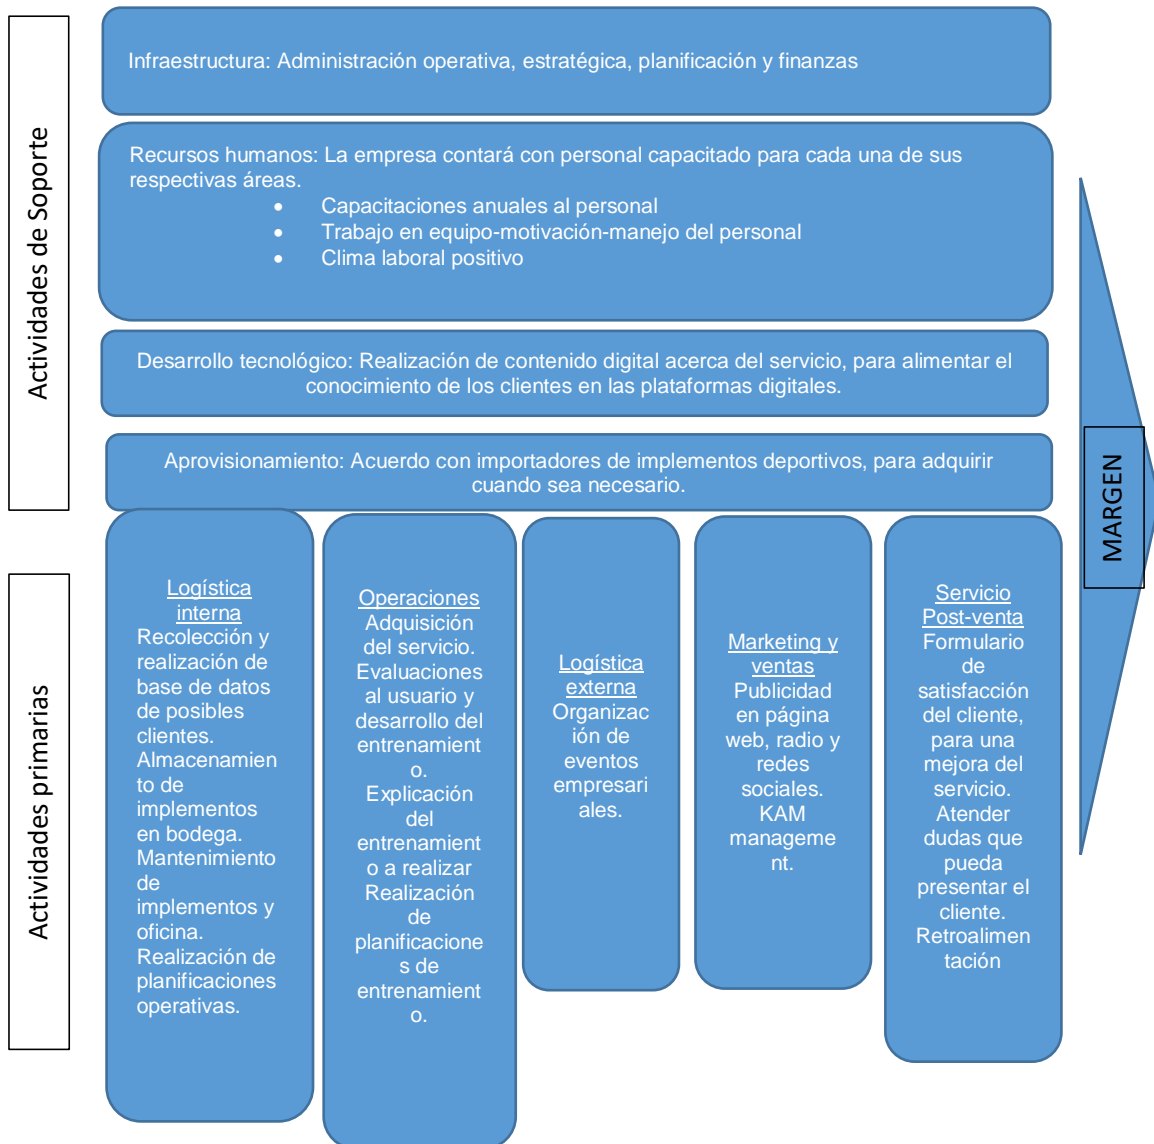 Actividades de Soporte
Infraestructura: Administración operativa, estratégica, planificación y finanzas
Recursos humanos: La empresa contará con personal capacitado para cada una de sus
respectivas áreas.
• Capacitaciones anuales al personal
• Trabajo en equipo-motivación-manejo del personal
• Clima laboral positivo
Desarrollo tecnológico: Realización de contenido digital acerca del servicio, para alimentar el
conocimiento de los clientes en las plataformas digitales.
Aprovisionamiento: Acuerdo con importadores de implementos deportivos, para adquirir
cuando sea necesario.
Actividades primarias
Logística
interna
Recolección y
realización de
base de datos
de posibles
clientes.
Almacenamien
to de
implementos
en bodega.
Mantenimiento
de
implementos y
oficina.
Realización de
planificaciones
operativas.
Operaciones
Adquisición
del servicio.
Evaluaciones
al usuario y
desarrollo del
entrenamient
o.
Explicación
del
entrenamient
o a realizar
Realización
de
planificacione
s de
entrenamient
o.
Logística
externa
Organizac
ión de
eventos
empresari
ales.
Marketing y
ventas
Publicidad
en página
web, radio y
redes
sociales.
KAM
manageme
nt.
Servicio
Post-venta
Formulario
de
satisfacción
del cliente,
para una
mejora del
servicio.
Atender
dudas que
pueda
presentar el
cliente.
Retroalimen
tación
MARGEN